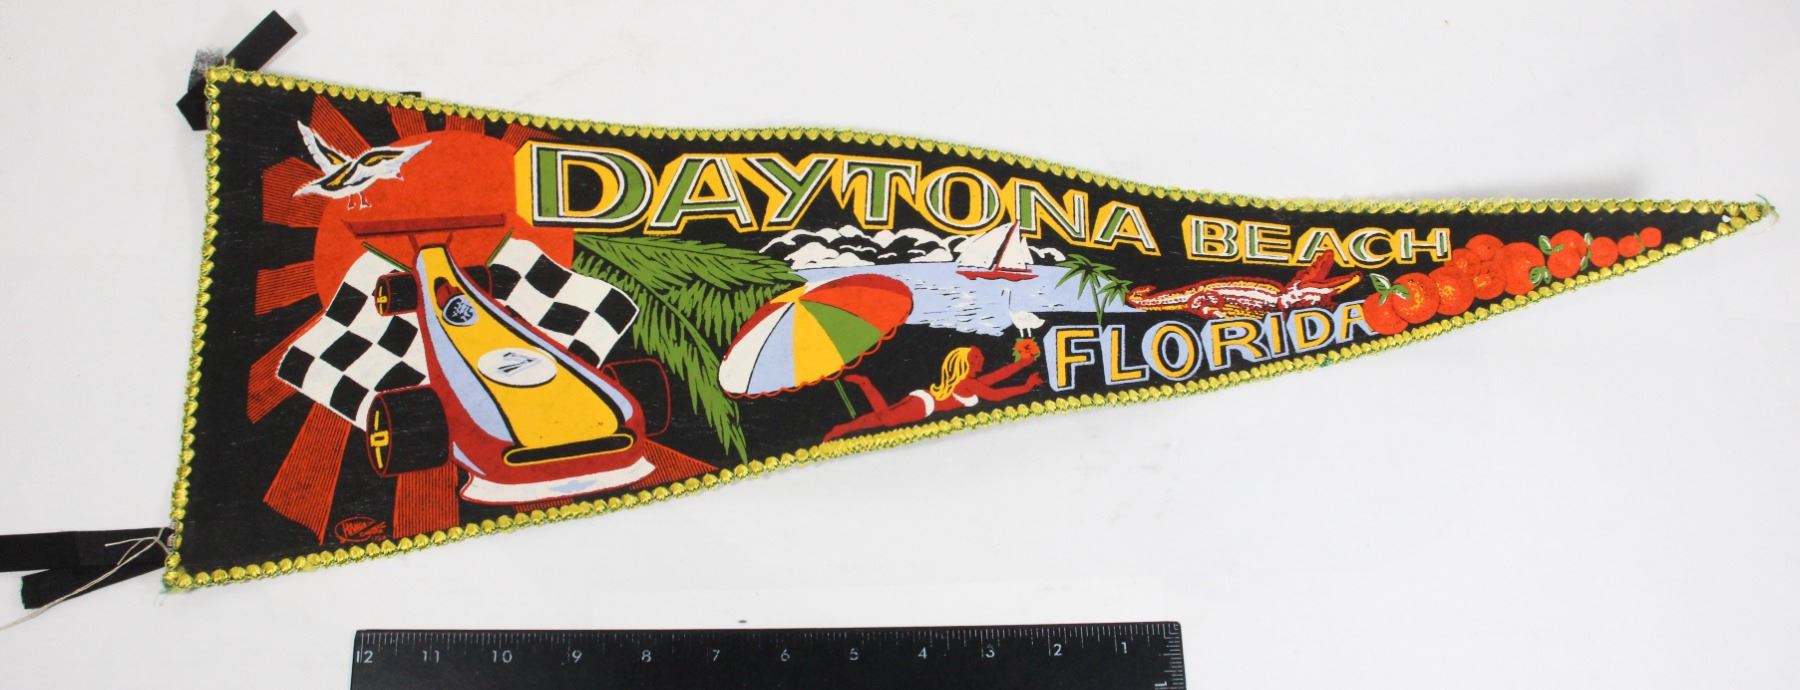 DAYTONA BEACH
FLORIDA
12 11 10 9 8 7 6 5 4 3 2 1